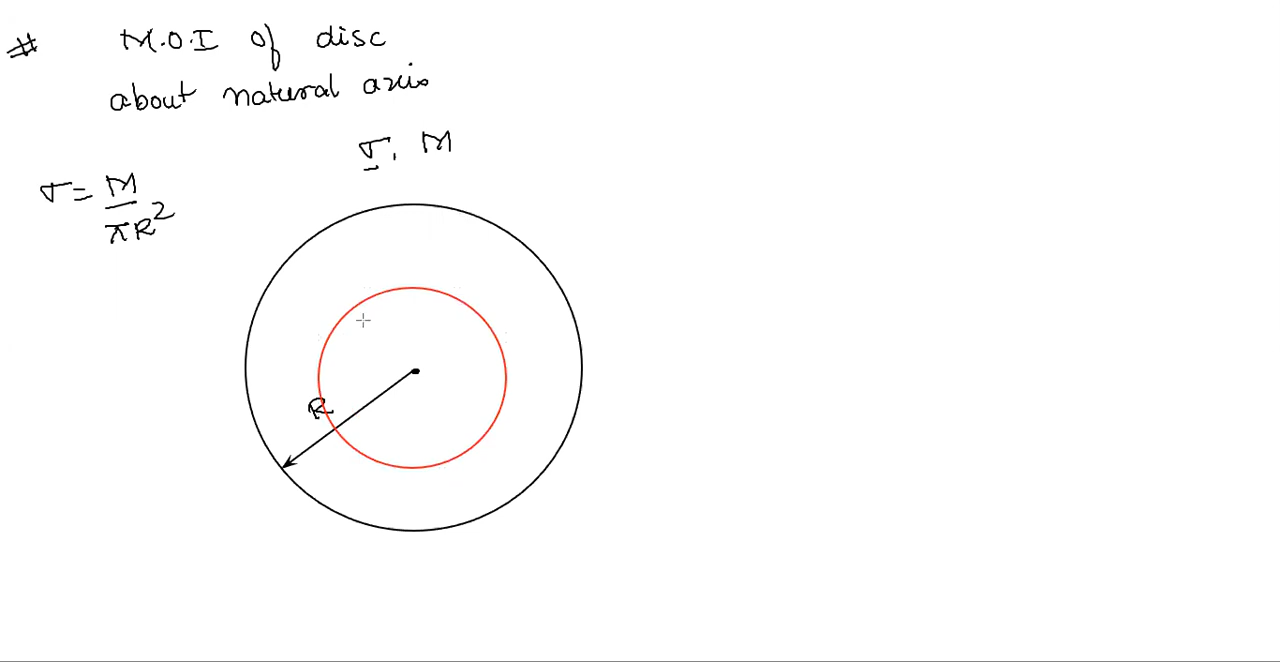 # M.O.I of disc
about natural axis
σ, M
σ = M / πR²
R